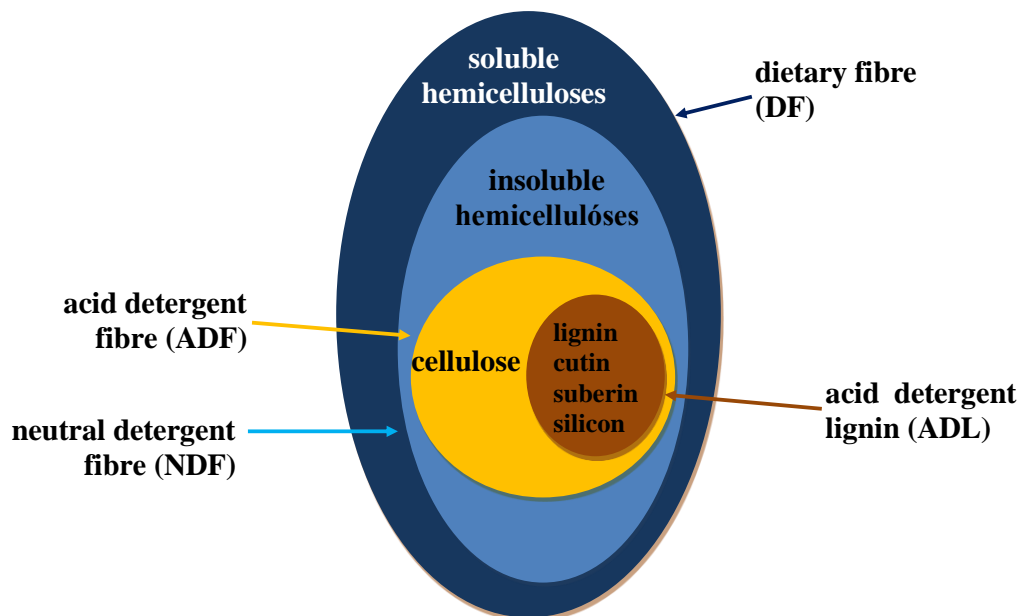 soluble
hemicelluloses
dietary fibre
(DF)
insoluble
hemicellulóses
acid detergent
fibre (ADF)
cellulose
lignin
cutin
suberin
silicon
acid detergent
lignin (ADL)
neutral detergent
fibre (NDF)